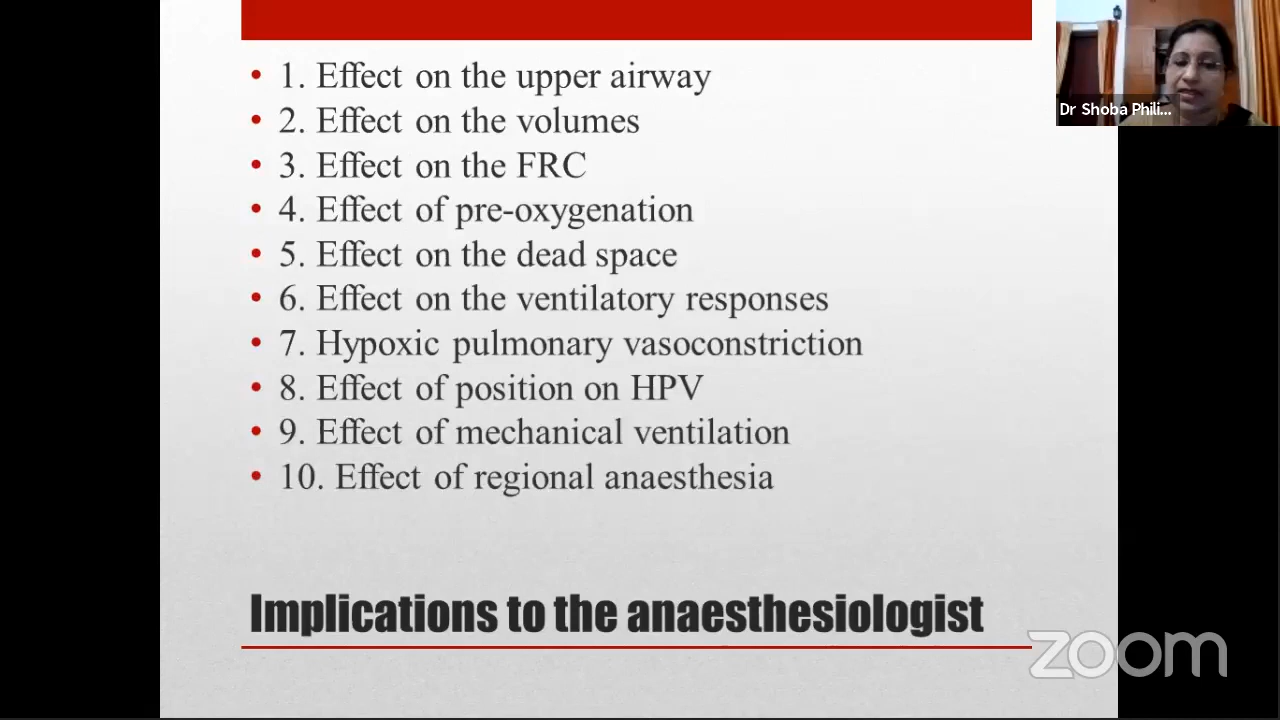 • 1. Effect on the upper airway
• 2. Effect on the volumes
• 3. Effect on the FRC
• 4. Effect of pre-oxygenation
• 5. Effect on the dead space
• 6. Effect on the ventilatory responses
• 7. Hypoxic pulmonary vasoconstriction
• 8. Effect of position on HPV
• 9. Effect of mechanical ventilation
• 10. Effect of regional anaesthesia
Implications to the anaesthesiologist
Dr Shoba Phili...
zoom